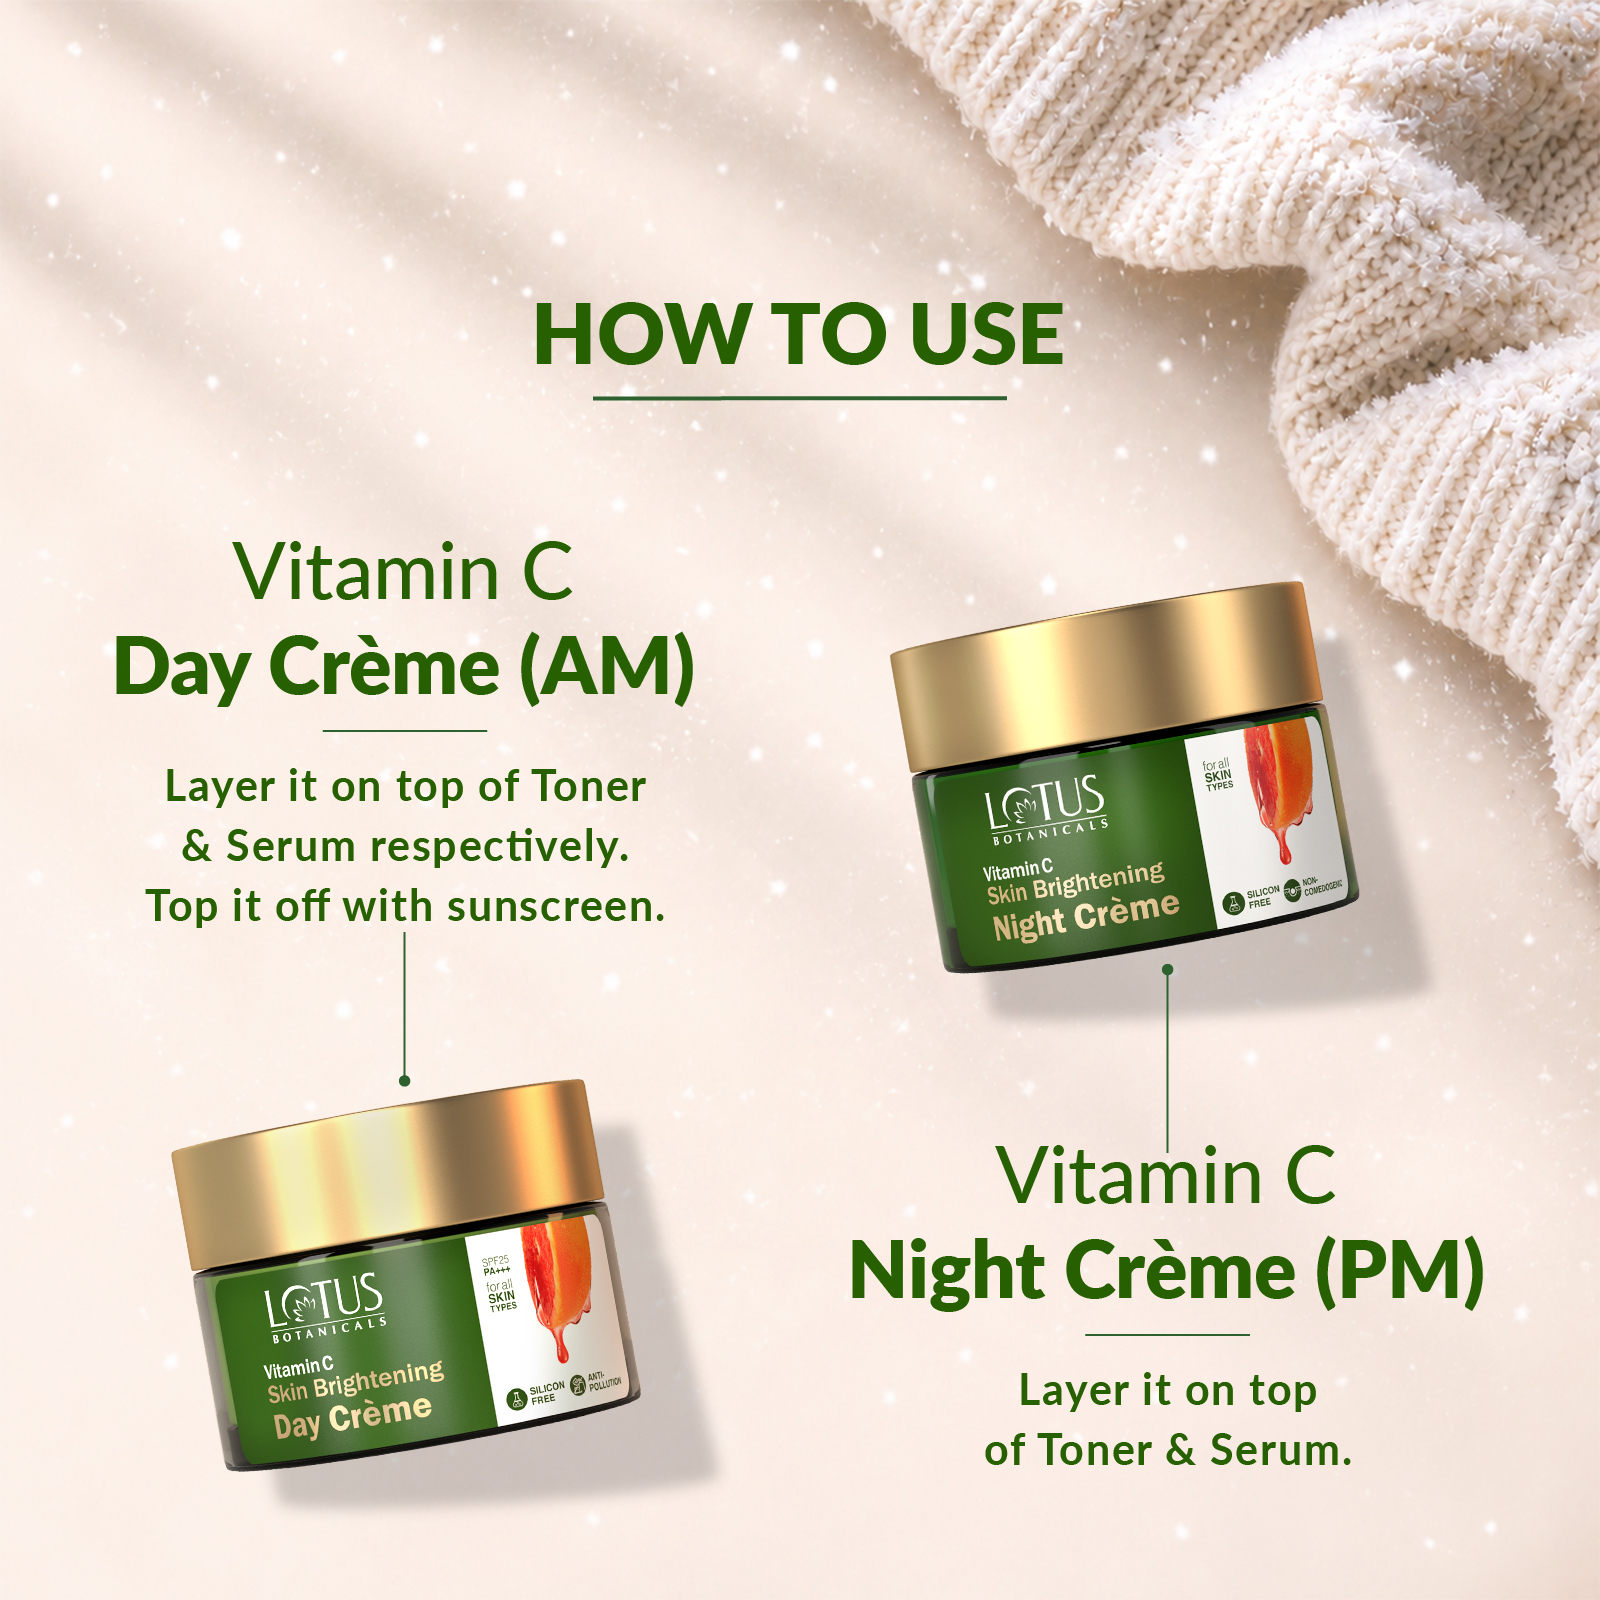 HOW TO USE
Vitamin C
Day Crème (AM)
Layer it on top of Toner
& Serum respectively.
Top it off with sunscreen.
LOTUS
BOTANICALS
Vitamin C
Skin Brightening
Night Crème
for all
SKIN
TYPES
SILICON
FREE
NON-
COMEDOGENIC
LOTUS
BOTANICALS
Vitamin C
Skin Brightening
Day Crème
SPF25
PA+++
for all
SKIN
TYPES
SILICON
FREE
ANTI-
POLLUTION
Vitamin C
Night Crème (PM)
Layer it on top
of Toner & Serum.